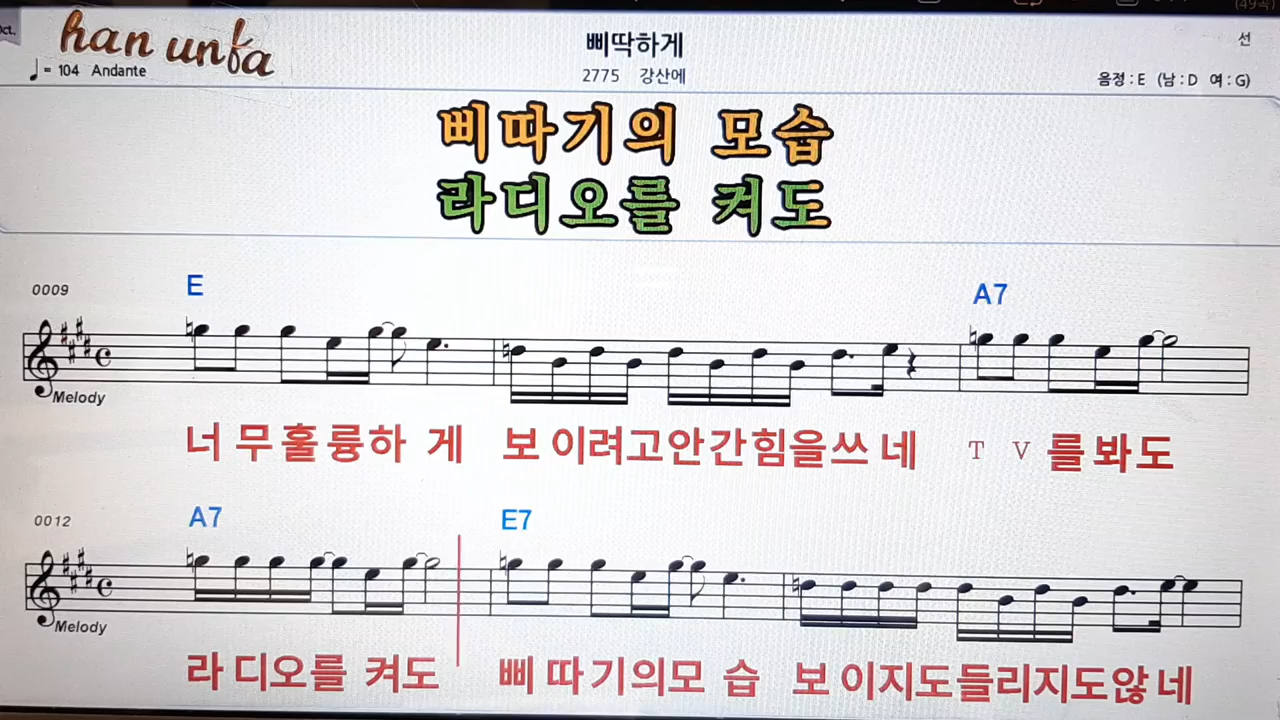 (49곡)
Oct.
han unfa
삐딱하게
선
♩= 104 Andante
2775 강산에
음정 : E (남 : D 여 : G)
삐따기의 모습
라디오를 켜도
0009
E
A7
Melody
너 무 훌 륭 하 게 보 이려고안간힘을쓰 네 T V 를 봐 도
0012
A7
E7
Melody
라 디오를 켜도 삐 따 기의모 습 보 이지도들리지도않 네